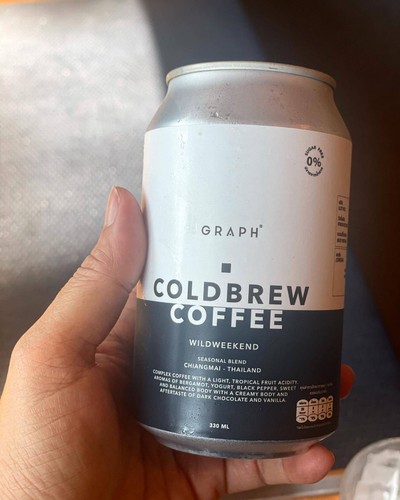 SUGAR FREE
0%
GRAPH
COLDBREW
COFFEE
WILDWEEKEND
SEASONAL BLEND
CHIANGMAI - THAILAND
COMPLEX COFFEE WITH A LIGHT, TROPICAL FRUIT ACIDITY.
AROMAS OF BERGAMOT, YOGURT, BLACK PEPPER, SWEET
AND BALANCED BODY WITH A CREAMY BODY AND
AFTERTASTE OF DARK CHOCOLATE AND VANILLA.
330 ML